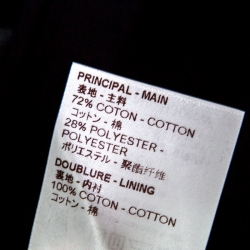 PRINCIPAL - MAIN
表地 - 主料
72% COTON - COTTON
コットン - 棉
28% POLYESTER -
POLYESTER
ポリエステル - 聚酯纤维
DOUBLURE - LINING
裏地 - 内衬
100% COTON - COTTON
コットン - 棉